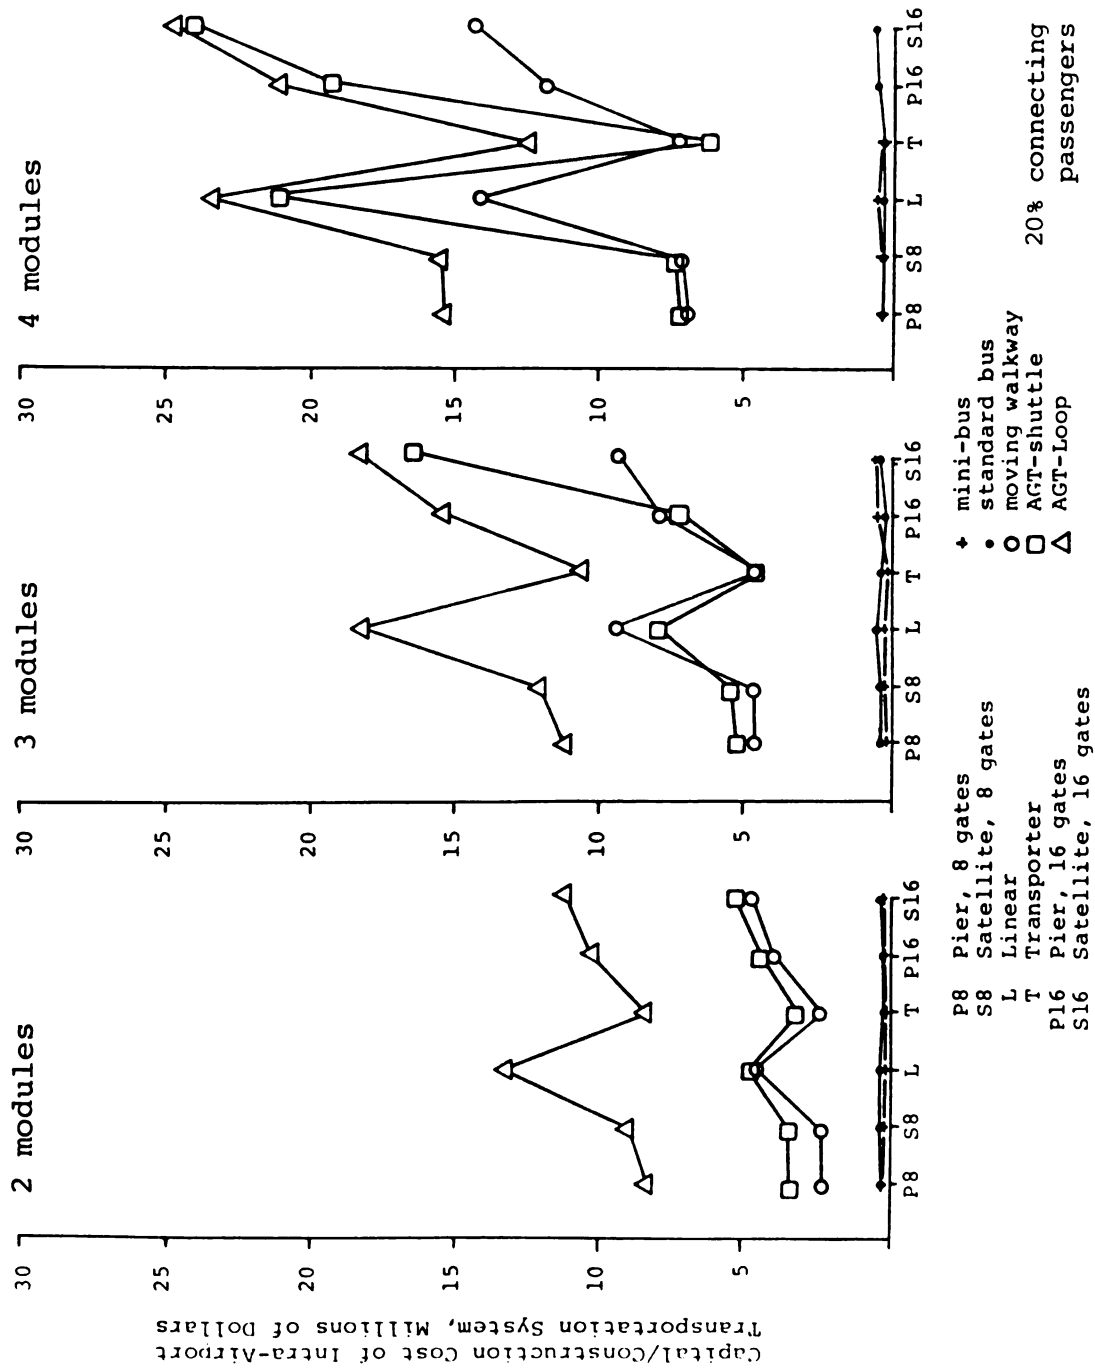 2 modules
3 modules
4 modules
Capital/Construction Cost of Intra-Airport
Transportation System, Millions of Dollars
30
25
20
15
10
5
P8 S8 L T P16 S16
30
25
20
15
10
5
P8 S8 L T P16 S16
30
25
20
15
10
5
P8 S8 L T P16 S16
P8 Pier, 8 gates
S8 Satellite, 8 gates
L Linear
T Transporter
P16 Pier, 16 gates
S16 Satellite, 16 gates
mini-bus
standard bus
moving walkway
AGT-shuttle
AGT-Loop
20% connecting
passengers